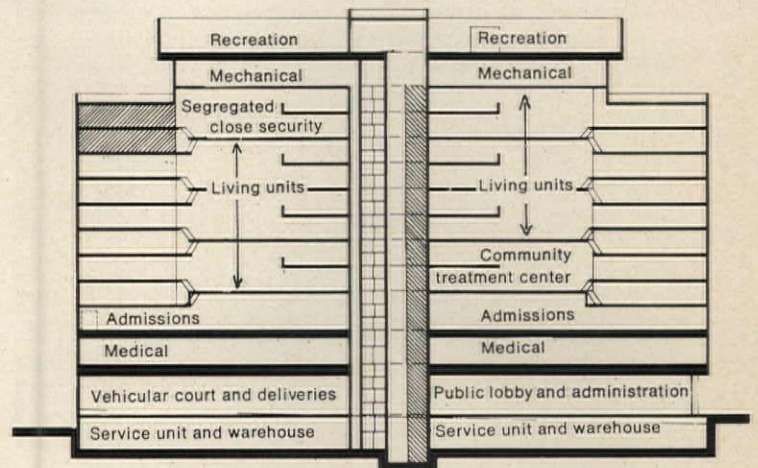 Recreation
Recreation
Mechanical
Mechanical
Segregated
close security
Living units
Living units
Community
treatment center
Admissions
Admissions
Medical
Medical
Vehicular court and deliveries
Public lobby and administration
Service unit and warehouse
Service unit and warehouse